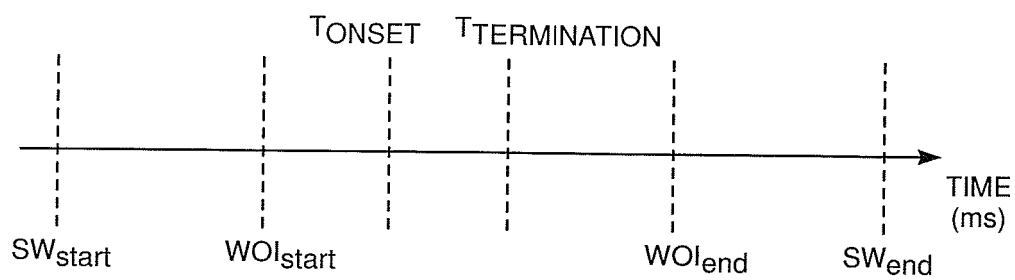 TONSET TTERMINATION
TIME
(ms)
SWstart WOIstart WOIend SWend